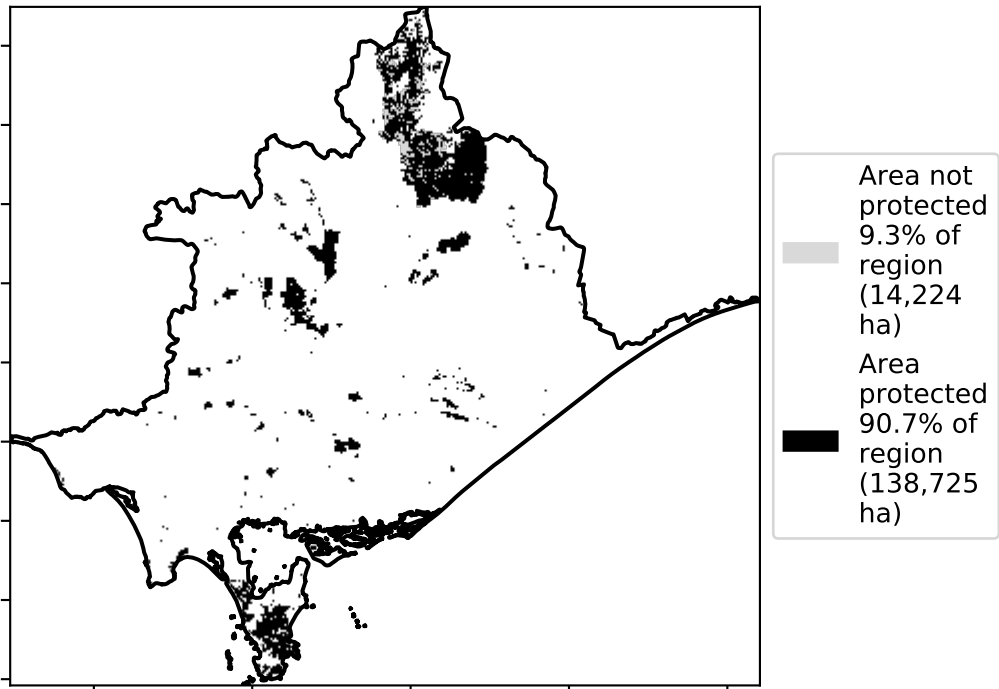 Area not
protected
9.3% of
region
(14,224
ha)
Area
protected
90.7% of
region
(138,725
ha)